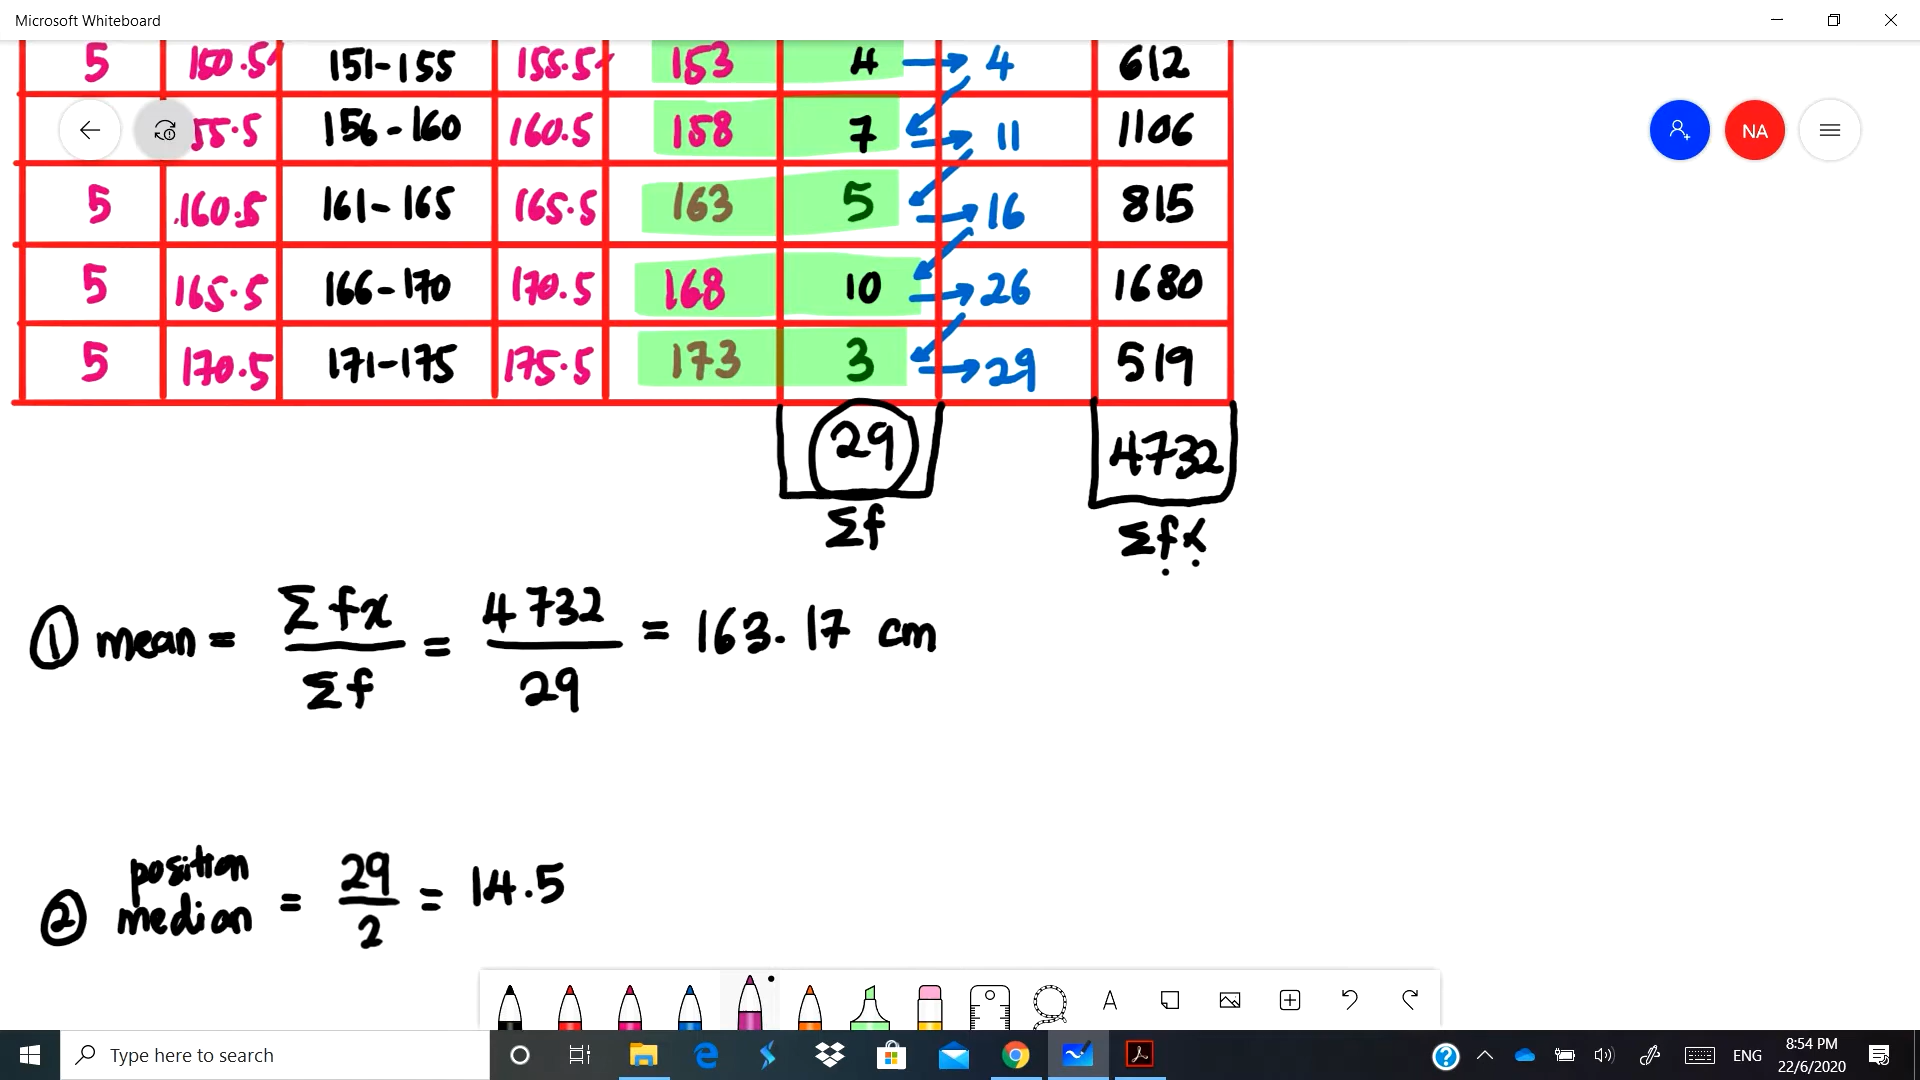 Microsoft Whiteboard
5 150.5 151-155 155.5 153 4 4 612
55.5 156-160 160.5 158 7 11 1106
5 160.5 161-165 165.5 163 5 16 815
5 165.5 166-170 170.5 168 10 26 1680
5 170.5 171-175 175.5 173 3 29 519
29 4732
Σf Σfx
① mean = Σfx / Σf = 4732 / 29 = 163.17 cm
② position median = 29 / 2 = 14.5
NA
A
Type here to search
ENG
8:54 PM
22/6/2020